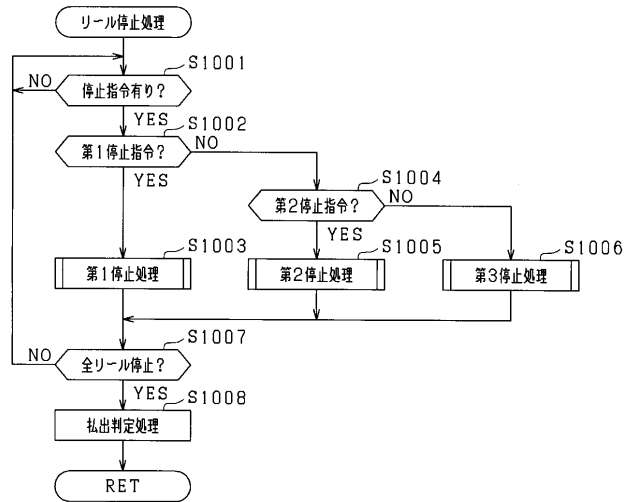 リール停止処理
S1001
停止指令有り?
NO
YES
S1002
第1停止指令?
NO
YES
S1004
第2停止指令?
NO
YES
S1003
第1停止処理
S1005
第2停止処理
S1006
第3停止処理
S1007
全リール停止?
NO
YES
S1008
払出判定処理
RET